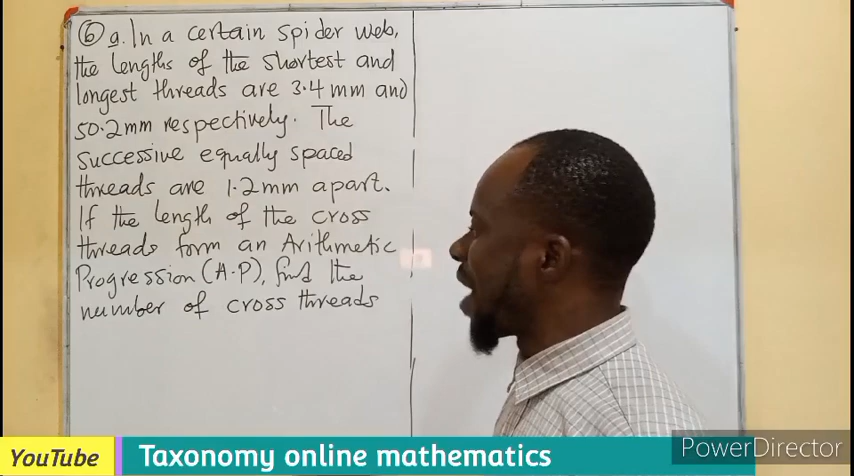 6 a. In a certain spider web,
the lengths of the shortest and
longest threads are 3.4 mm and
50.2mm respectively. The
successive equally spaced
threads are 1.2mm apart.
If the length of the cross
threads form an Arithmetic
Progression (A.P), find the
number of cross threads
PowerDirector
YouTube Taxonomy online mathematics